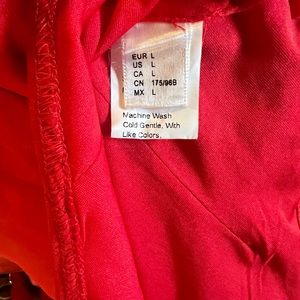 EUR L
US L
CA L
CN 175/96B
MX L
Machine Wash
Cold Gentle, With
Like Colors.